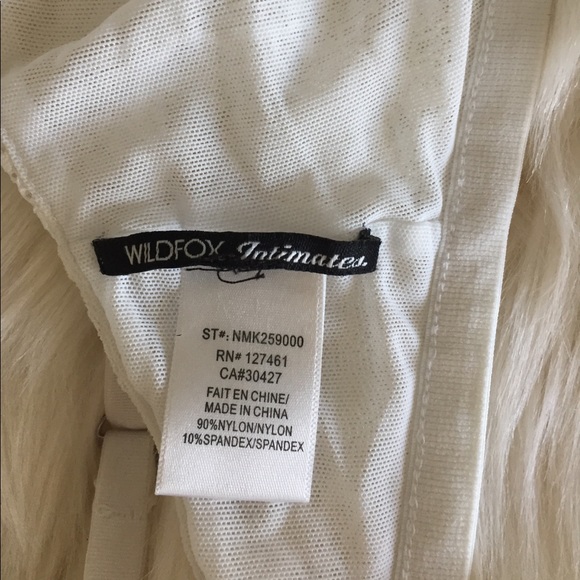 WILDFOX Intimates.
ST#: NMK259000
RN# 127461
CA#30427
FAIT EN CHINE/
MADE IN CHINA
90%NYLON/NYLON
10%SPANDEX/SPANDEX